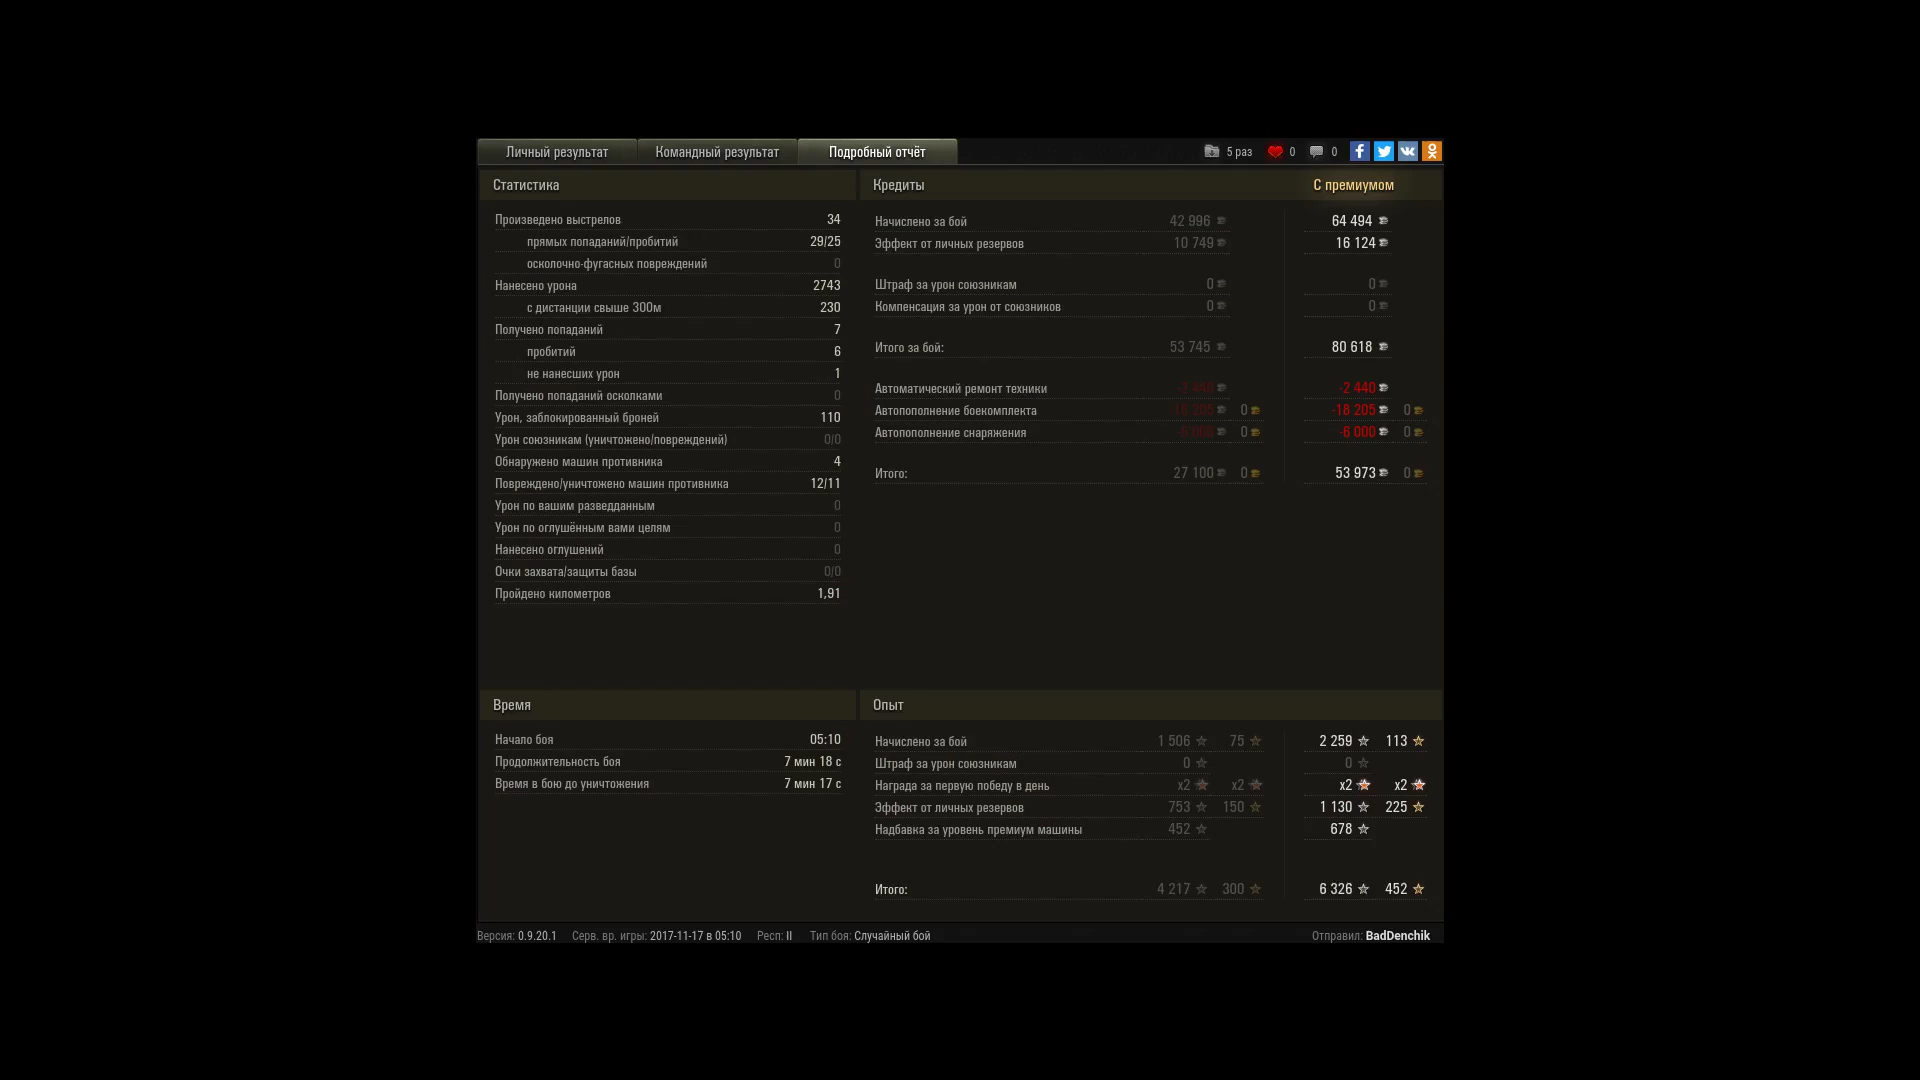 Личный результат Командный результат Подробный отчёт 5 раз 0 0
Статистика
Произведено выстрелов 34
прямых попаданий/пробитий 29/25
осколочно-фугасных повреждений 0
Нанесено урона 2743
с дистанции свыше 300м 230
Получено попаданий 7
пробитий 6
не нанесших урон 1
Получено попаданий осколками 0
Урон, заблокированный броней 110
Урон союзникам (уничтожено/повреждений) 0/0
Обнаружено машин противника 4
Повреждено/уничтожено машин противника 12/11
Урон по вашим разведданным 0
Урон по оглушённым вами целям 0
Нанесено оглушений 0
Очки захвата/защиты базы 0/0
Пройдено километров 1,91
Кредиты С премиумом
Начислено за бой 42 996 64 494
Эффект от личных резервов 10 749 16 124
Штраф за урон союзникам 0 0
Компенсация за урон от союзников 0 0
Итого за бой: 53 745 80 618
Автоматический ремонт техники -2 440
Автопополнение боекомплекта 0 -18 205 0
Автопополнение снаряжения 0 -6 000 0
Итого: 27 100 0 53 973 0
Время
Начало боя 05:10
Продолжительность боя 7 мин 18 с
Время в бою до уничтожения 7 мин 17 с
Опыт
Начислено за бой 1 506 75 2 259 113
Штраф за урон союзникам 0 0
Награда за первую победу в день x2 x2 x2 x2
Эффект от личных резервов 753 150 1 130 225
Надбавка за уровень премиум машины 452 678
Итого: 4 217 300 6 326 452
Версия: 0.9.20.1 Серв. вр. игры: 2017-11-17 в 05:10 Респ: II Тип боя: Случайный бой Отправил: BadDenchik